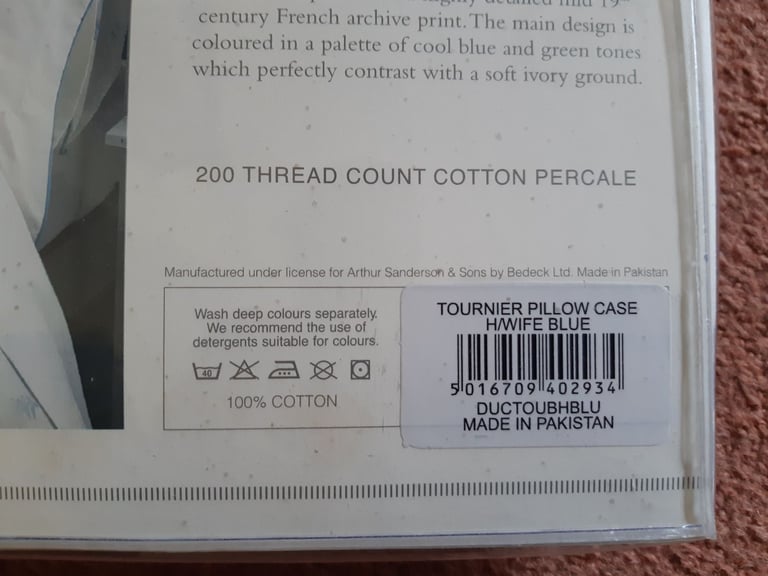 detailed mid 19th
century French archive print. The main design is
coloured in a palette of cool blue and green tones
which perfectly contrast with a soft ivory ground.
200 THREAD COUNT COTTON PERCALE
Manufactured under license for Arthur Sanderson & Sons by Bedeck Ltd. Made in Pakistan
Wash deep colours separately.
We recommend the use of
detergents suitable for colours.
40
100% COTTON
TOURNIER PILLOW CASE
H/WIFE BLUE
5 016709 402934
DUCTOUBHBLU
MADE IN PAKISTAN